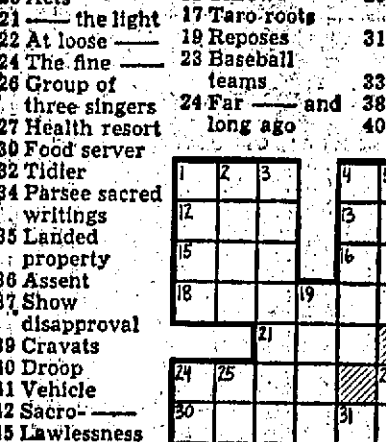 21 — the light
22 At loose —
24 The fine —
26 Group of
three singers
27 Health resort
30 Food server
32 Tidier
34 Parsee sacred
writings
35 Landed
property
36 Assent
37 Show
disapproval
39 Cravats
40 Droop
41 Vehicle
42 Sacro- —
45 Lawlessness
17 Taro roots
19 Reposes
23 Baseball
teams
24 Far — and
long ago
31
33
38
40
1 2 3 4
12 13
15 16
18 19
21
24 25
30 31